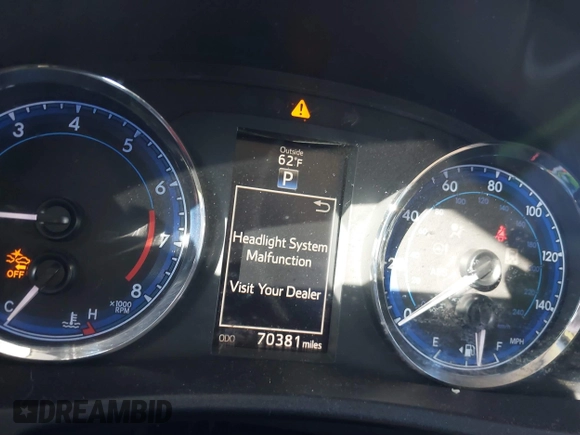 Outside
62°F
P
Headlight System
Malfunction
Visit Your Dealer
ODO 70381 miles
3 4 5 6 7 8
x1000
RPM
OFF
C H
0 20 40 60 80 100 120 140
MPH
E F
DREAMBID